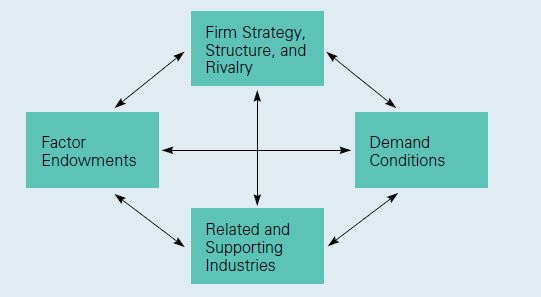 Firm Strategy,
Structure, and
Rivalry
Factor
Endowments
Demand
Conditions
Related and
Supporting
Industries